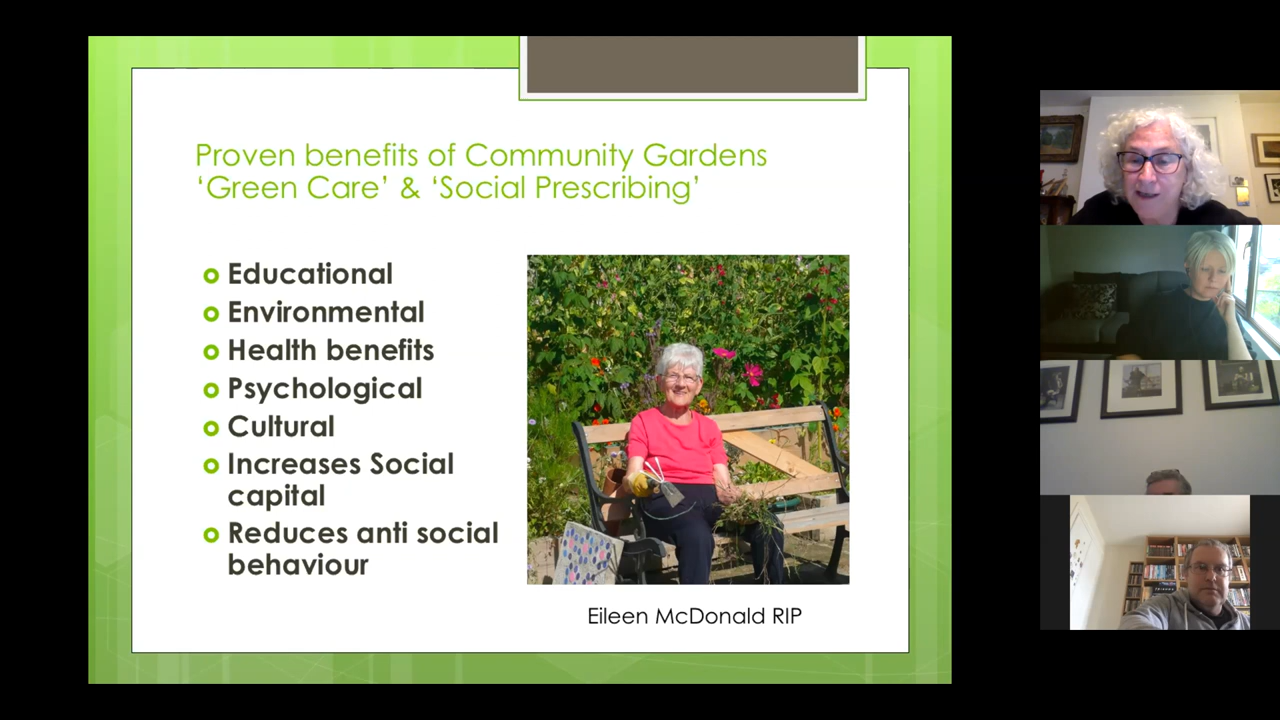 Proven benefits of Community Gardens
‘Green Care’ & ‘Social Prescribing’
Educational
Environmental
Health benefits
Psychological
Cultural
Increases Social
capital
Reduces anti social
behaviour
Eileen McDonald RIP